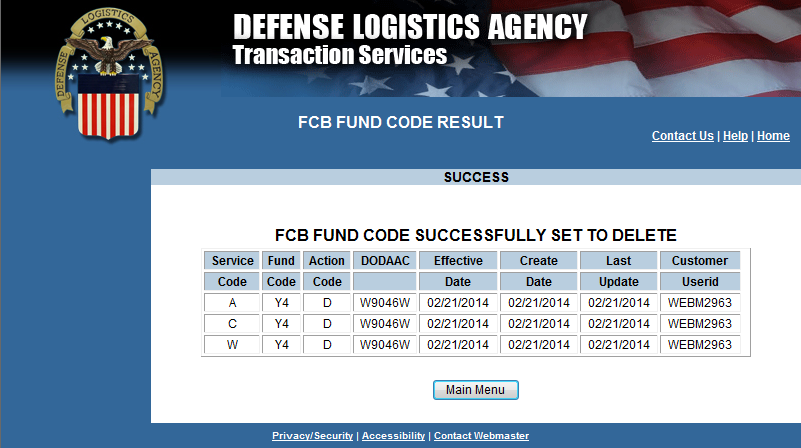 DEFENSE LOGISTICS AGENCY
Transaction Services
DEFENSE LOGISTICS AGENCY
FCB FUND CODE RESULT
Contact Us | Help | Home
SUCCESS
FCB FUND CODE SUCCESSFULLY SET TO DELETE
Service Fund Action DODAAC Effective Create Last Customer
Code Code Code Date Date Update Userid
A Y4 D W9046W 02/21/2014 02/21/2014 02/21/2014 WEBM2963
C Y4 D W9046W 02/21/2014 02/21/2014 02/21/2014 WEBM2963
W Y4 D W9046W 02/21/2014 02/21/2014 02/21/2014 WEBM2963
Main Menu
Privacy/Security | Accessibility | Contact Webmaster